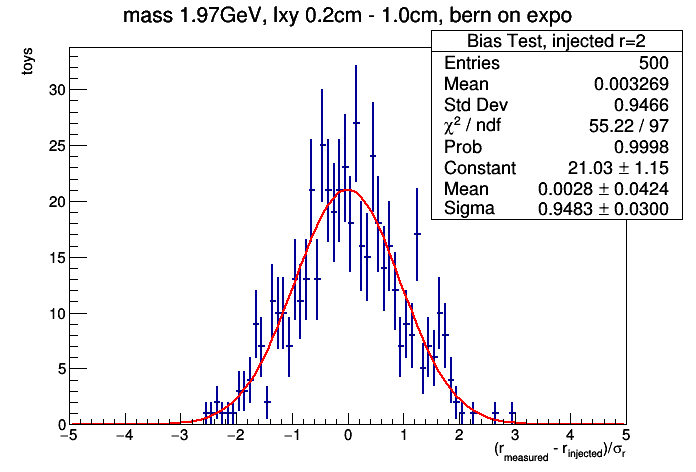 mass 1.97GeV, lxy 0.2cm - 1.0cm, bern on expo
Bias Test, injected r=2
Entries 500
Mean 0.003269
Std Dev 0.9466
χ² / ndf 55.22 / 97
Prob 0.9998
Constant 21.03 ± 1.15
Mean 0.0028 ± 0.0424
Sigma 0.9483 ± 0.0300
toys
30
25
20
15
10
5
0
−5 −4 −3 −2 −1 0 1 2 3 4 5
(r_measured - r_injected)/σ_r